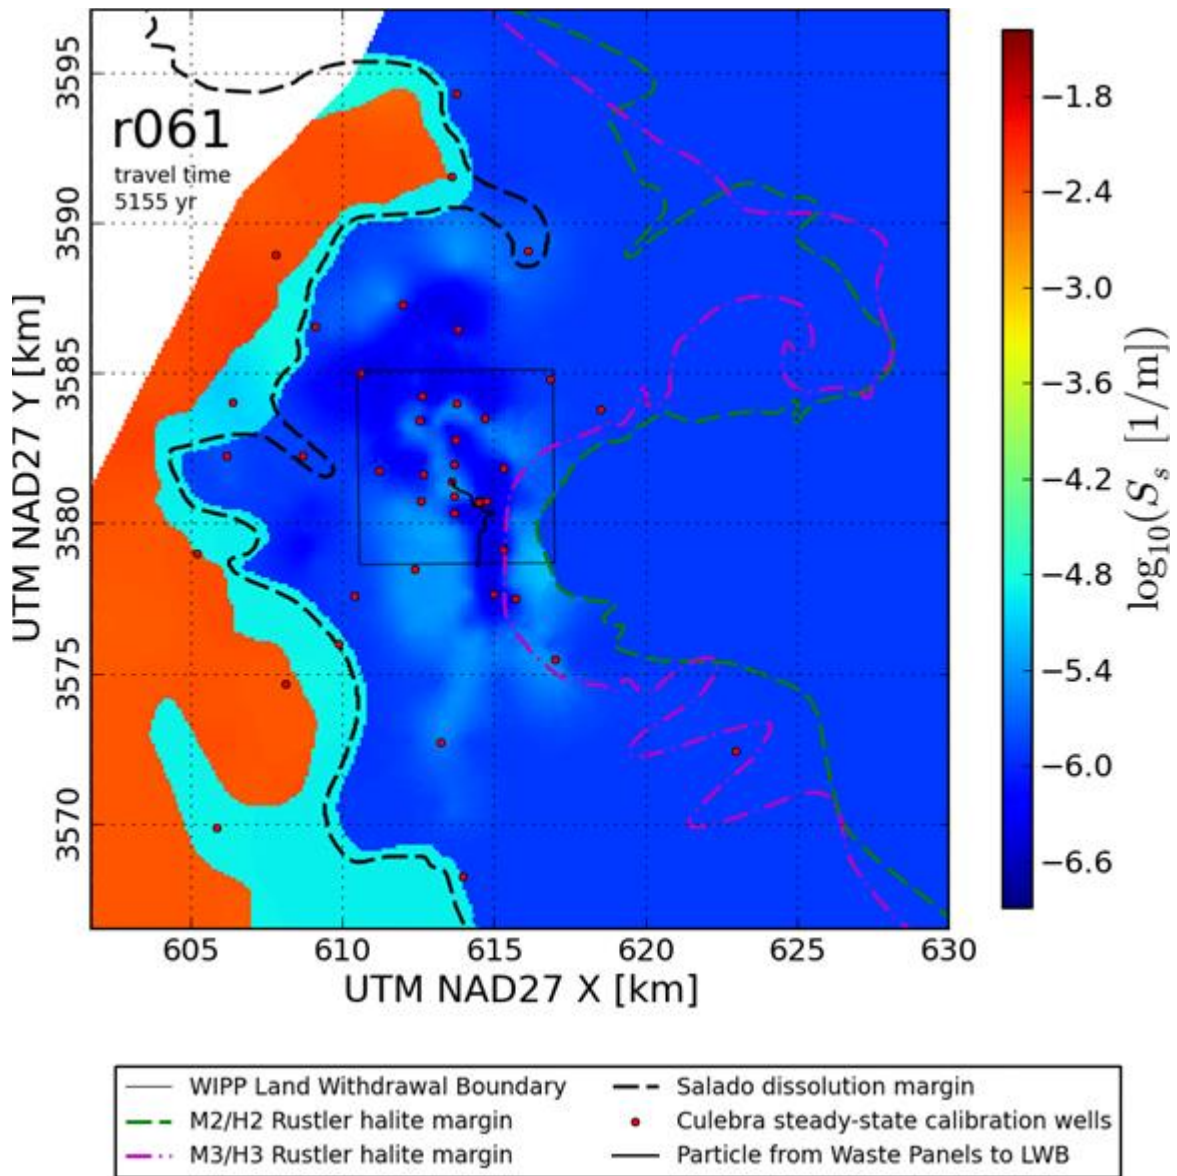 3595
3590
3585
3580
3575
3570
UTM NAD27 Y [km]
r061
travel time
5155 yr
605
610
615
620
625
630
UTM NAD27 X [km]
−1.8
−2.4
−3.0
−3.6
−4.2
−4.8
−5.4
−6.0
−6.6
log₁₀(Sₛ [1/m])
WIPP Land Withdrawal Boundary
M2/H2 Rustler halite margin
M3/H3 Rustler halite margin
Salado dissolution margin
Culebra steady-state calibration wells
Particle from Waste Panels to LWB